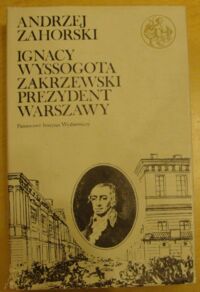 ANDRZEJ
ZAHORSKI
IGNACY
WYSSOGOTA
ZAKRZEWSKI
PREZYDENT
WARSZAWY
Państwowy Instytut Wydawniczy